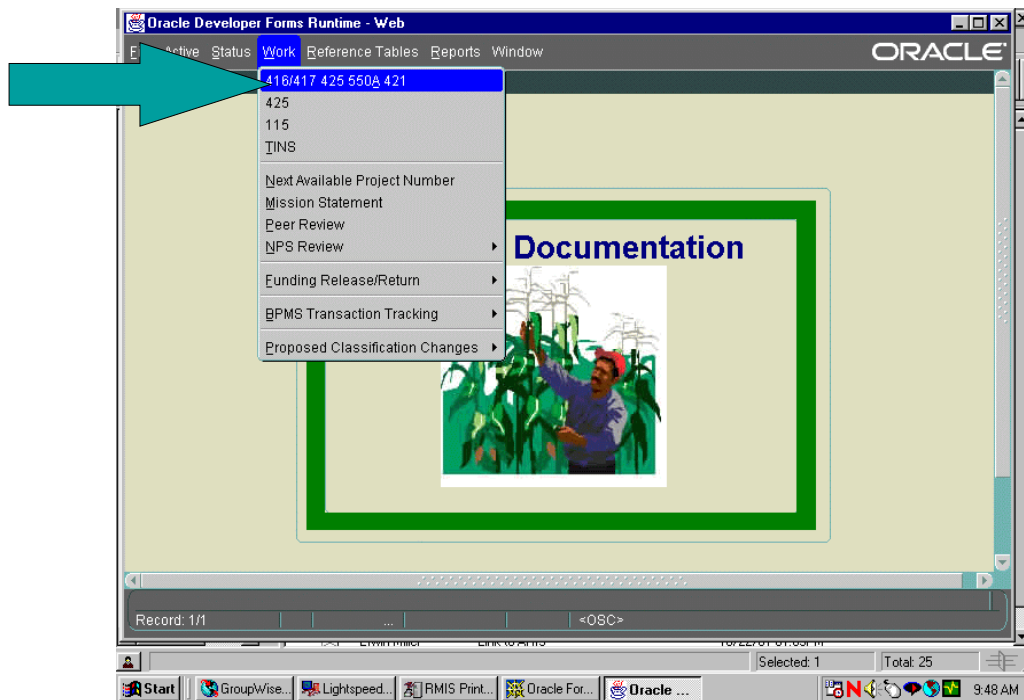 Oracle Developer Forms Runtime - Web
Active Status Work Reference Tables Reports Window
ORACLE
416/417 425 550A 421
425
115
TINS
Next Available Project Number
Mission Statement
Peer Review
NPS Review
Funding Release/Return
BPMS Transaction Tracking
Proposed Classification Changes
Documentation
Record: 1/1
...
<OSC>
Selected: 1
Total: 25
Start
GroupWise...
Lightspeed...
RMIS Print...
Oracle For...
Oracle ...
N
9:48 AM